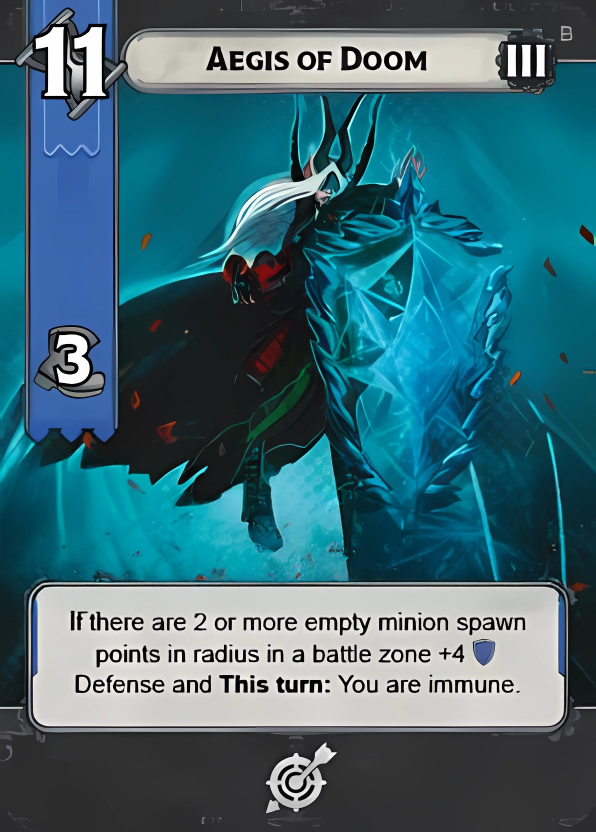 11
AEGIS OF DOOM
III
B
3
If there are 2 or more empty minion spawn
points in radius in a battle zone +4
Defense and This turn: You are immune.